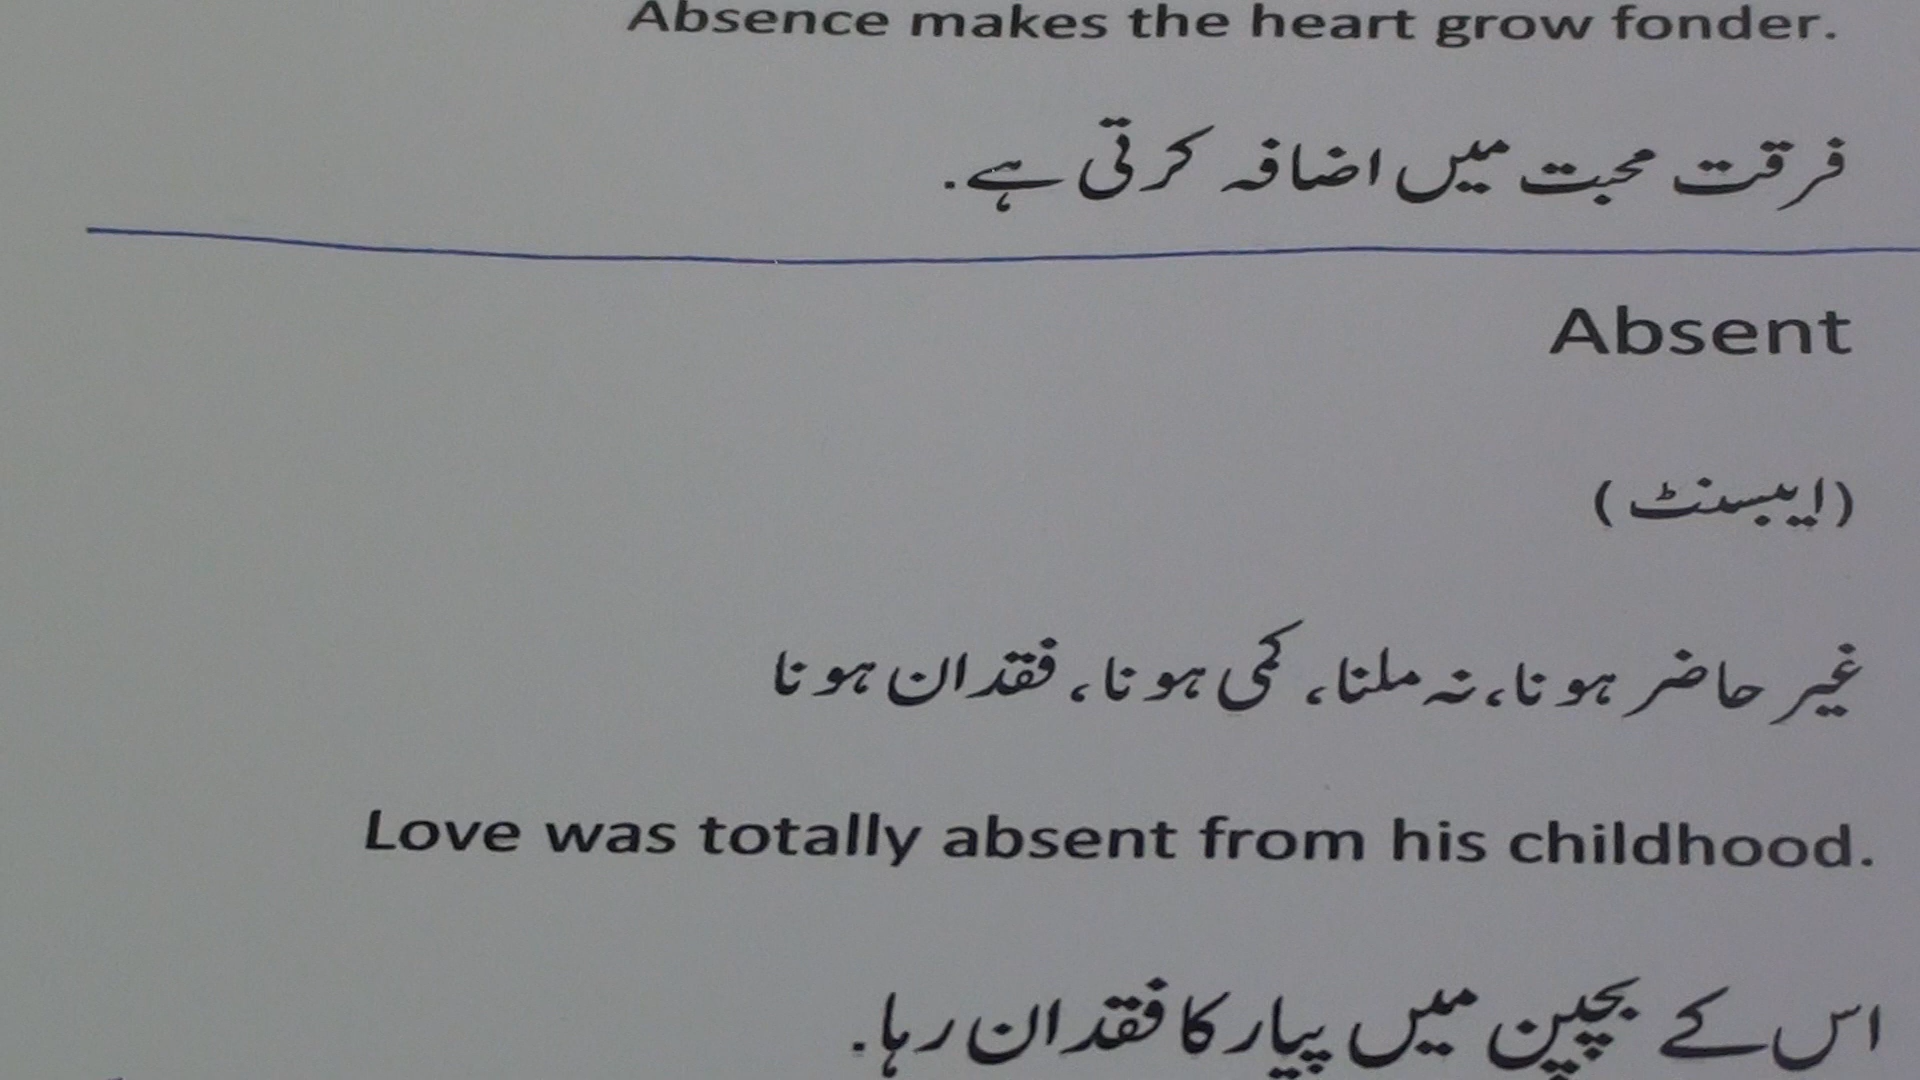 Absence makes the heart grow fonder.
فرقت محبت میں اضافہ کرتی ہے.
Absent
(ایبسنٹ)
غیر حاضر ہونا، نہ ملنا، کمی ہونا، فقدان ہونا
Love was totally absent from his childhood.
اس کے بچپن میں پیار کا فقدان رہا.